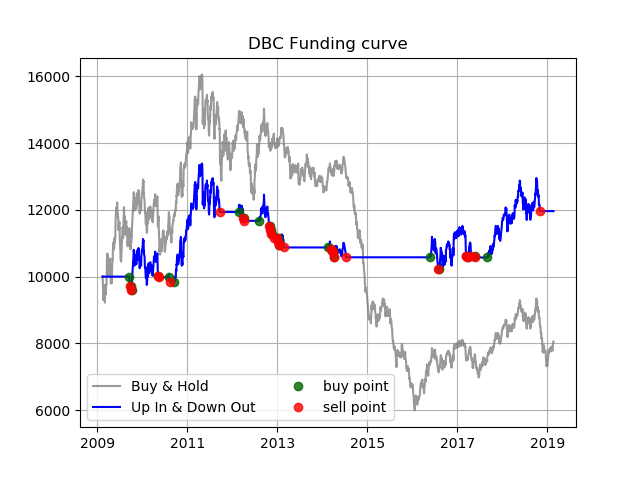 DBC Funding curve
16000
14000
12000
10000
8000
6000
Buy & Hold
Up In & Down Out
buy point
sell point
2009 2011 2013 2015 2017 2019